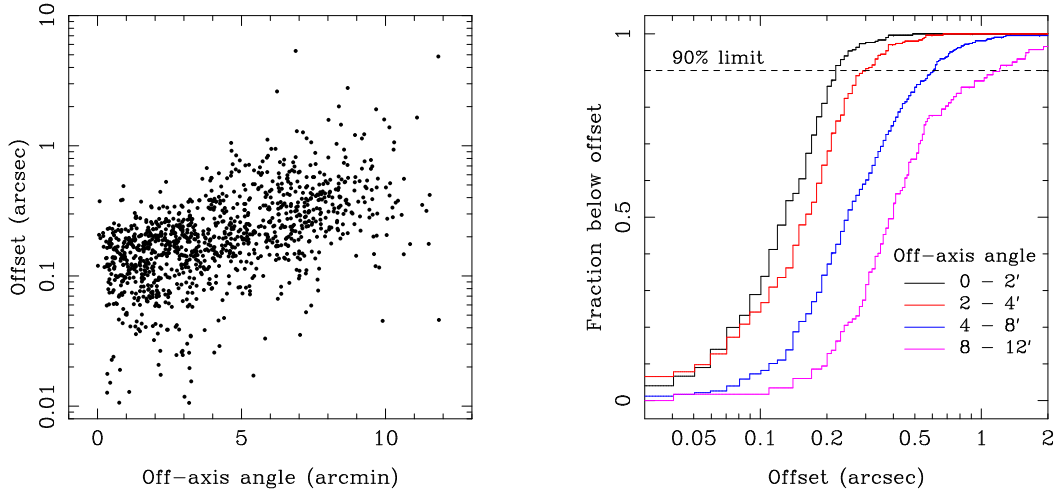 10
1
0.1
0.01
Offset (arcsec)
0 5 10
Off-axis angle (arcmin)
1
0.5
0
Fraction below offset
90% limit
Off-axis angle
0 - 2'
2 - 4'
4 - 8'
8 - 12'
0.05 0.1 0.2 0.5 1 2
Offset (arcsec)